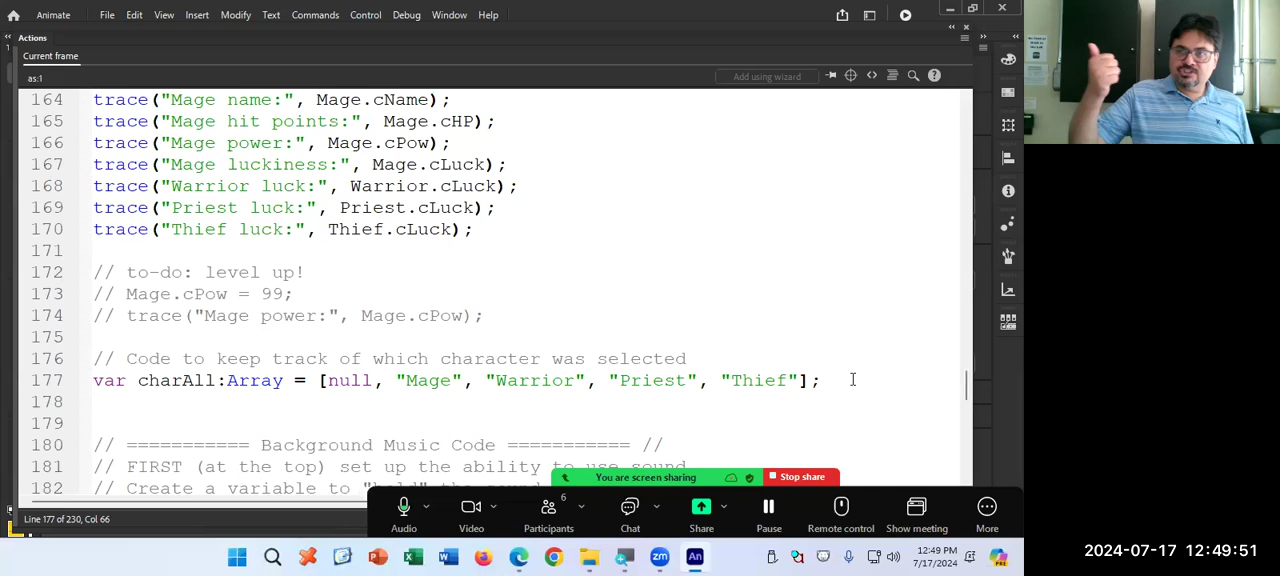 Animate File Edit View Insert Modify Text Commands Control Debug Window Help
Actions
Current frame
as:1
Add using wizard
164 trace("Mage name:", Mage.cName);
165 trace("Mage hit points:", Mage.cHP);
166 trace("Mage power:", Mage.cPow);
167 trace("Mage luckiness:", Mage.cLuck);
168 trace("Warrior luck:", Warrior.cLuck);
169 trace("Priest luck:", Priest.cLuck);
170 trace("Thief luck:", Thief.cLuck);
171
172 // to-do: level up!
173 // Mage.cPow = 99;
174 // trace("Mage power:", Mage.cPow);
175
176 // Code to keep track of which character was selected
177 var charAll:Array = [null, "Mage", "Warrior", "Priest", "Thief"];
178
179
180 // =========== Background Music Code =========== //
181 // FIRST (at the top) set up the ability to use sound
182 // Create a variable to "hold" the
You are screen sharing Stop share
6
Audio Video Participants Chat Share Pause Remote control Show meeting More
Line 177 of 230, Col 66
12:49 PM
7/17/2024
2024-07-17 12:49:51